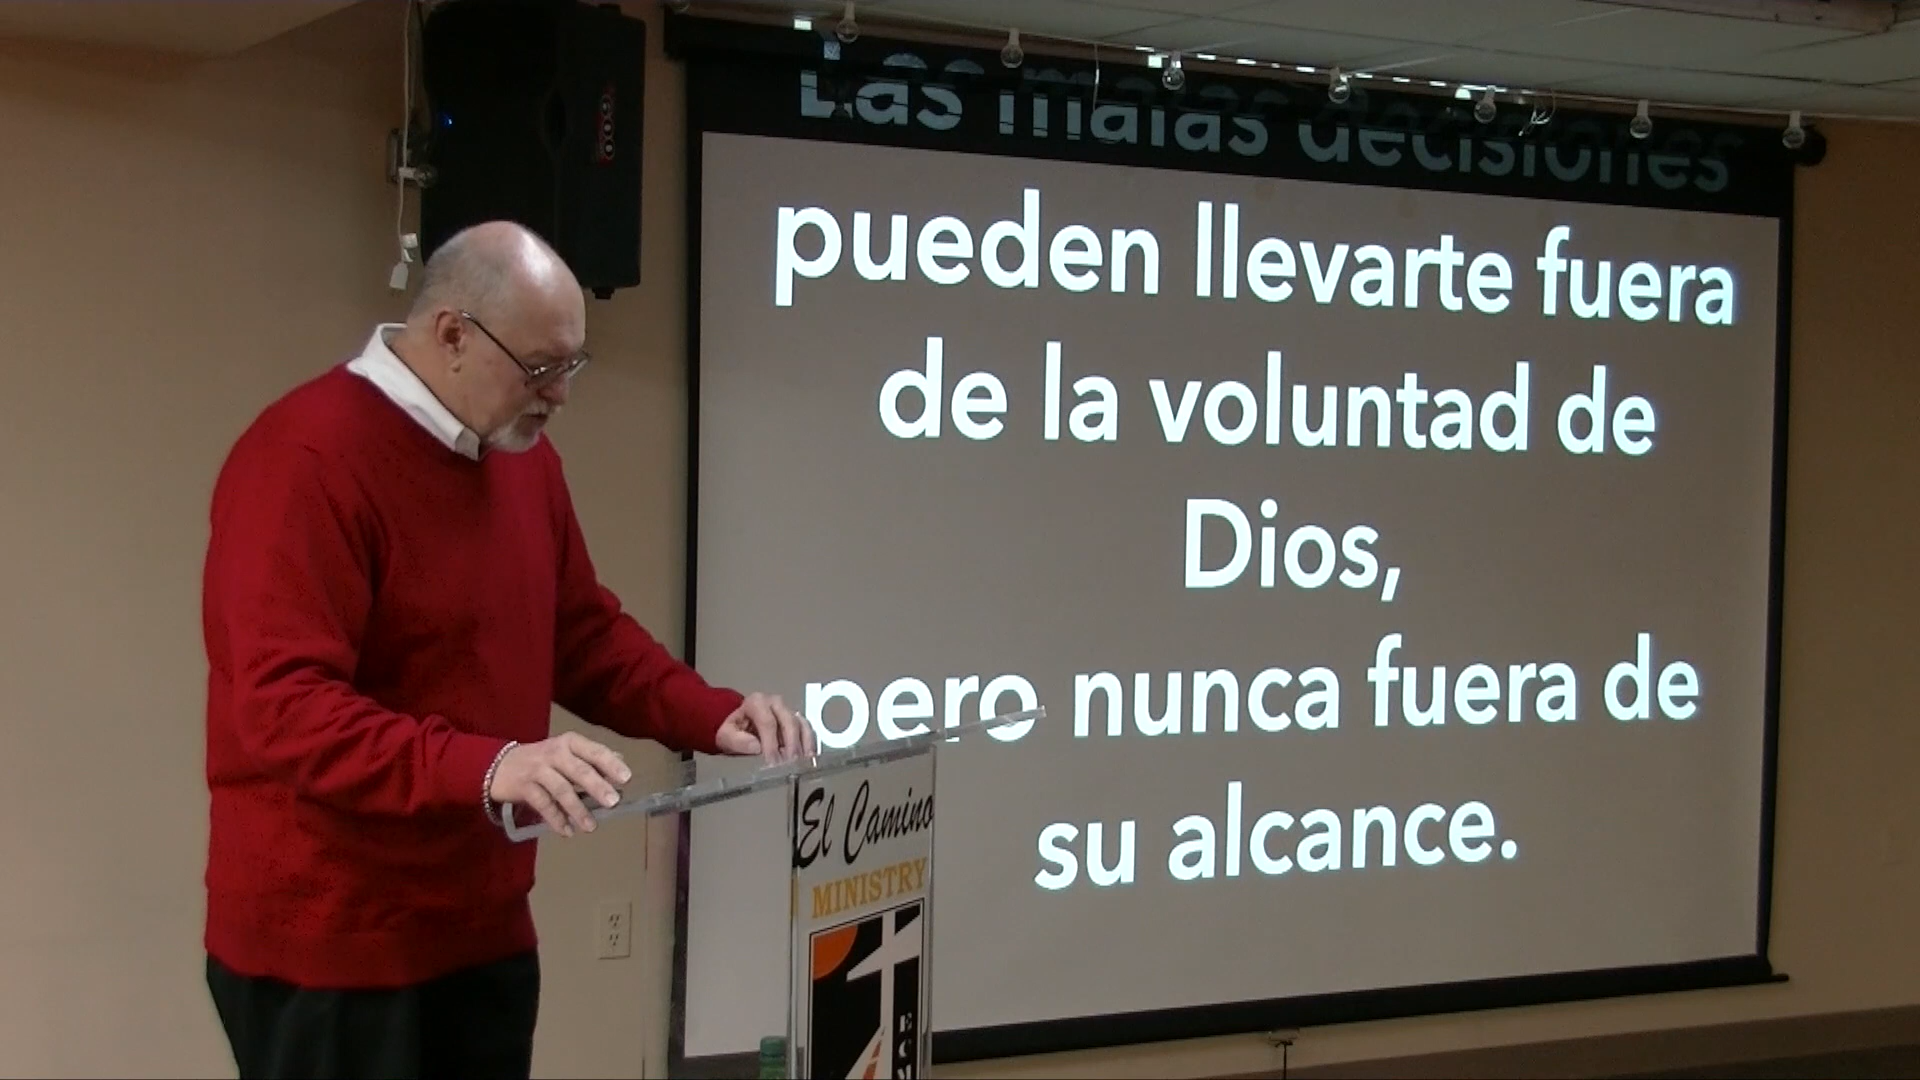 Las malas decisiones
pueden llevarte fuera
de la voluntad de
Dios,
pero nunca fuera de
su alcance.
El Camino
MINISTRY
ECM